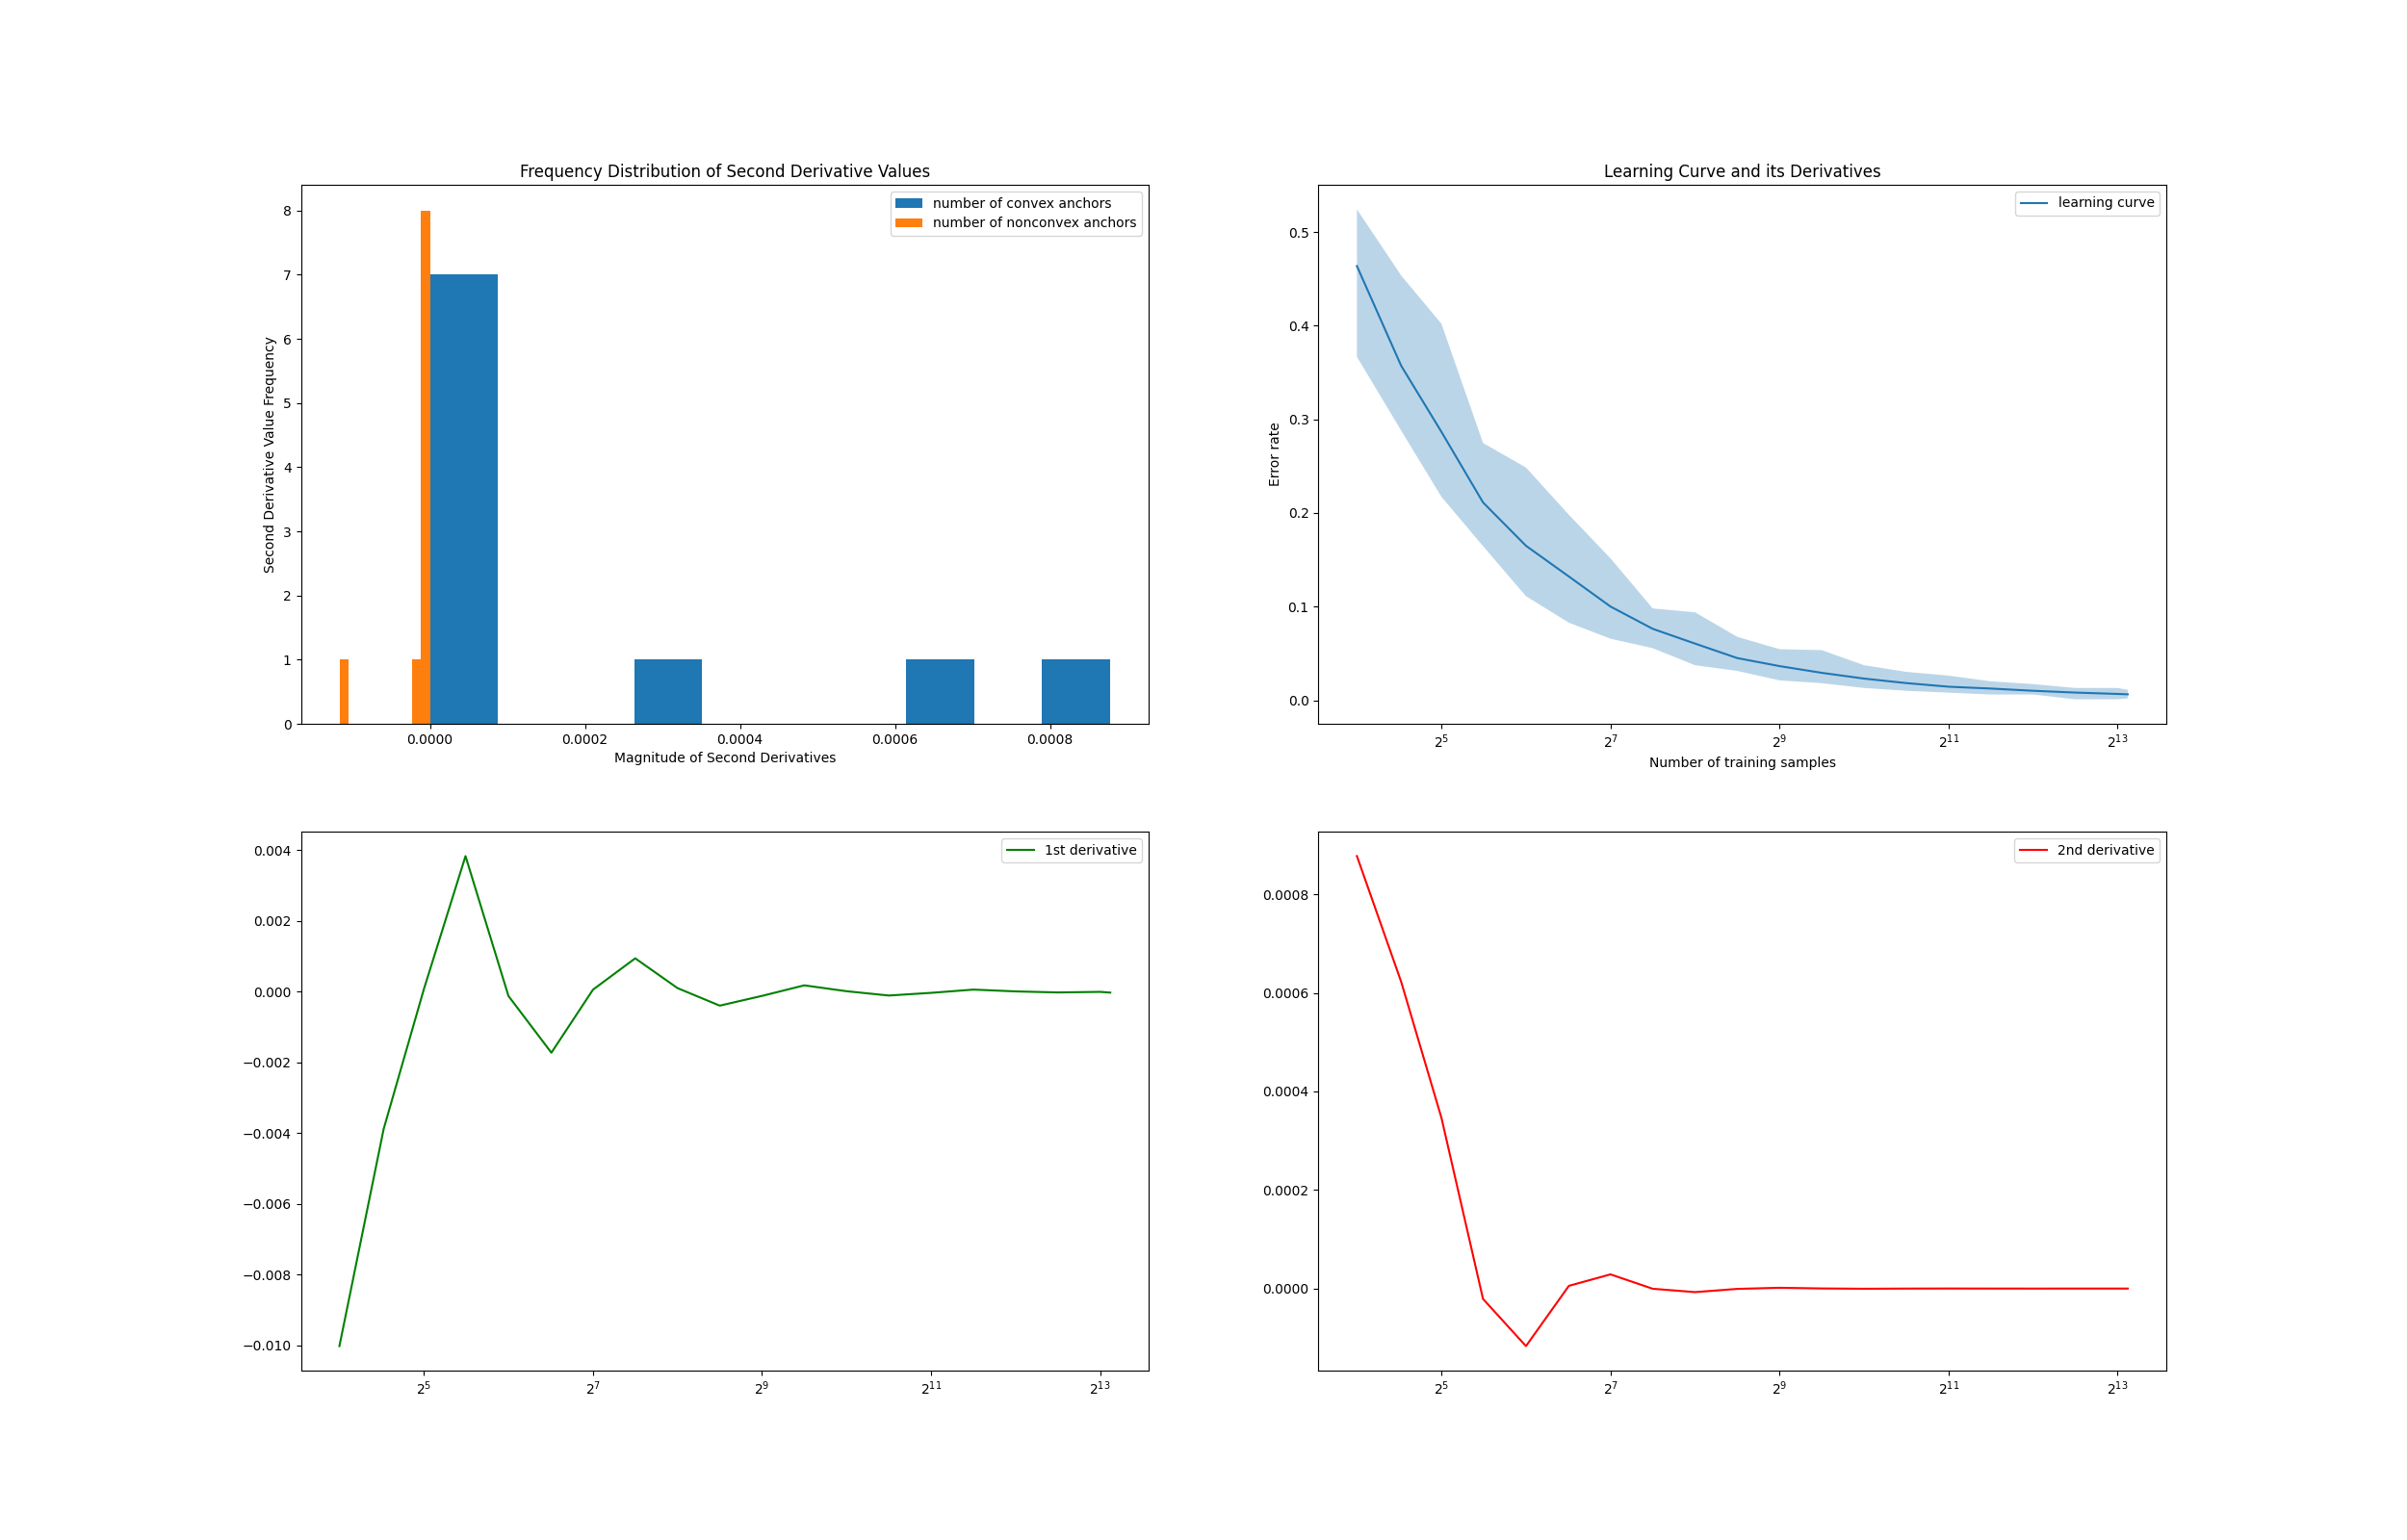 Frequency Distribution of Second Derivative Values
number of convex anchors
number of nonconvex anchors
Second Derivative Value Frequency
8
7
6
5
4
3
2
1
0
0.0000 0.0002 0.0004 0.0006 0.0008
Magnitude of Second Derivatives
Learning Curve and its Derivatives
learning curve
Error rate
0.5
0.4
0.3
0.2
0.1
0.0
2^5 2^7 2^9 2^11 2^13
Number of training samples
1st derivative
0.004
0.002
0.000
−0.002
−0.004
−0.006
−0.008
−0.010
2^5 2^7 2^9 2^11 2^13
2nd derivative
0.0008
0.0006
0.0004
0.0002
0.0000
2^5 2^7 2^9 2^11 2^13